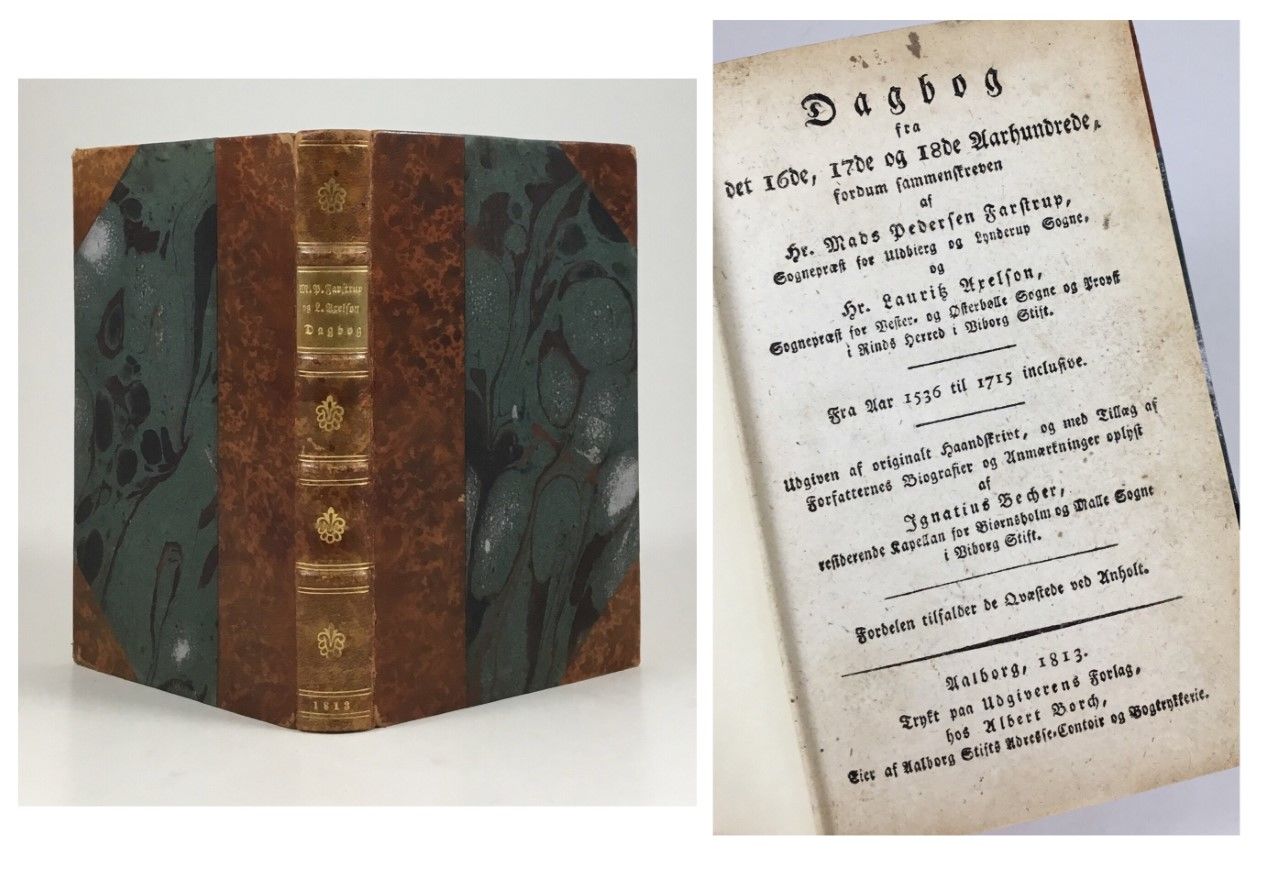 M. P. Farstrup
og L. Axelson
Dagbog
1813
Dagbog
fra
det 16de, 17de og 18de Aarhundrede,
fordum sammenskreven
af
Hr. Mads Pedersen Farstrup,
Sognepræst for Uldbierg og Lynderup Sogne,
og
Hr. Lauritz Axelson,
Sognepræst for Vester- og Østerbølle Sogne og Provst
i Rinds Herred i Viborg Stift.
Fra Aar 1536 til 1715 inclusive.
Udgiven af originalt Haandskrivt, og med Tillæg af
Forfatternes Biografier og Anmærkninger oplyst
af
Ignatius Becher,
residerende Kapellan for Biørnsholm og Malle Sogne
i Viborg Stift.
Fordelen tilfalder de Qvæstede ved Anholt.
Aalborg, 1813.
Trykt paa Udgiverens Forlag,
hos Albert Borch,
Eier af Aalborg Stifts Adresse-Contoir og Bogtrykkerie.